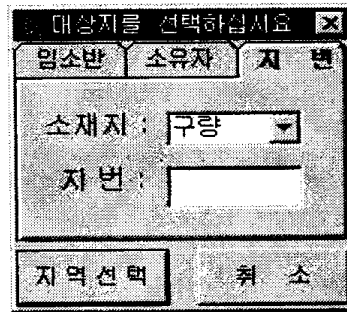 대상지를 선택하십시요
임소반 소유자 지 번
소재지 : 구량
지 번 :
지역선택 취 소